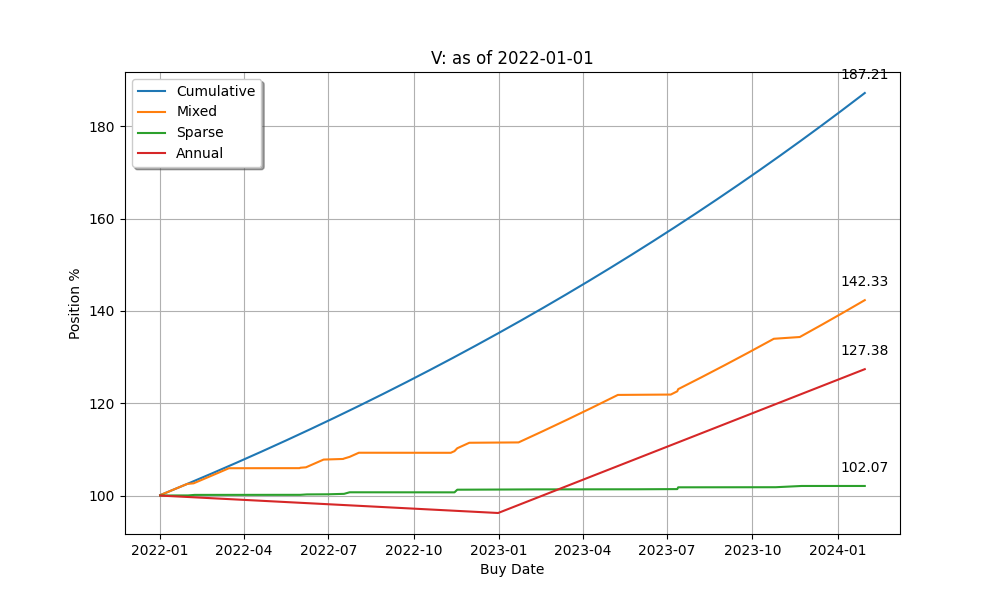 V: as of 2022-01-01
187.21
Cumulative
Mixed
Sparse
Annual
180
160
142.33
140
127.38
120
102.07
100
Position %
2022-01 2022-04 2022-07 2022-10 2023-01 2023-04 2023-07 2023-10 2024-01
Buy Date